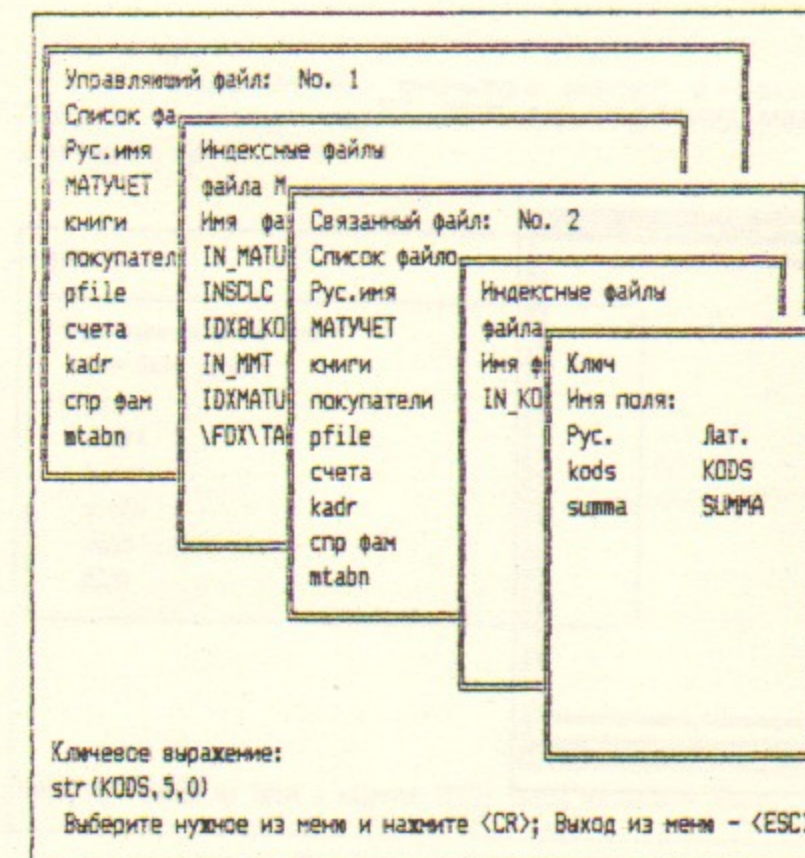 Управляющий файл: No. 1
Список фа
Рус.имя
МАТУЧЕТ
книги
покупател
pfile
счета
kadr
спр фам
mtabn
Индексные файлы
файла М
Имя фа
IN_MATU
INSCLC
IDXBLKO
IN_MMT
IDXMATU
\FOX\TA
Связанный файл: No. 2
Список файло
Рус.имя
МАТУЧЕТ
книги
покупатели
pfile
счета
kadr
спр фам
mtabn
Индексные файлы
файла
Имя ф
IN_KO
Ключ
Имя поля:
Рус. Лат.
kods KODS
summa SUMMA
Ключевое выражение:
str(KODS,5,0)
Выберите нужное из меню и нажмите <CR>; Выход из меню - <ESC>